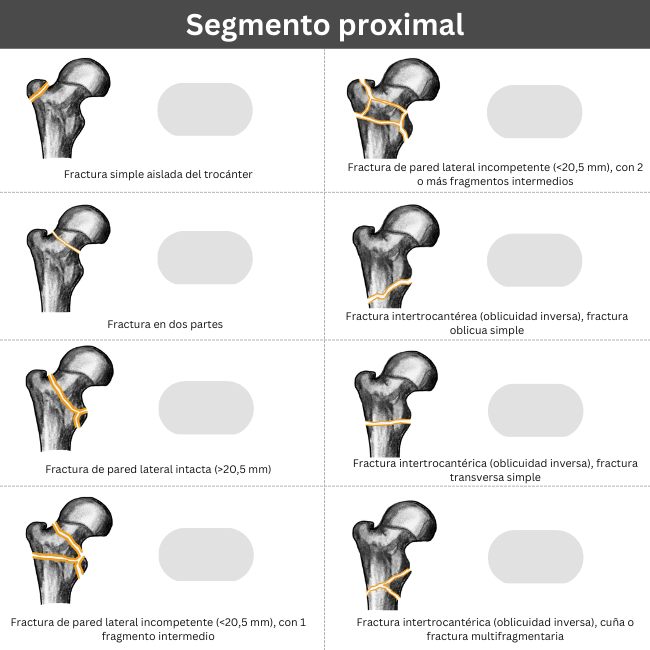 Segmento proximal
Fractura simple aislada del trocánter
Fractura de pared lateral incompetente (<20,5 mm), con 2
o más fragmentos intermedios
Fractura en dos partes
Fractura intertrocantérea (oblicuidad inversa), fractura
oblicua simple
Fractura de pared lateral intacta (>20,5 mm)
Fractura intertrocantérica (oblicuidad inversa), fractura
transversa simple
Fractura de pared lateral incompetente (<20,5 mm), con 1
fragmento intermedio
Fractura intertrocantérica (oblicuidad inversa), cuña o
fractura multifragmentaria